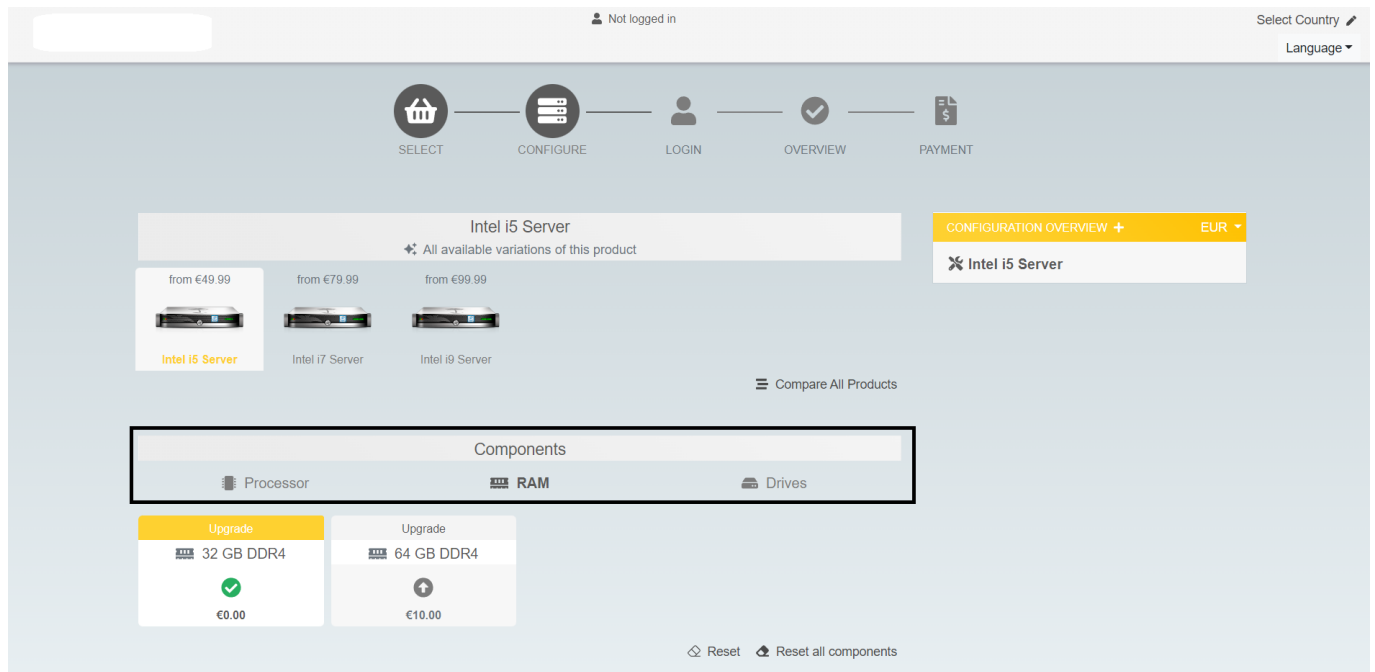 Not logged in
Select Country
Language
SELECT
CONFIGURE
LOGIN
OVERVIEW
PAYMENT
Intel i5 Server
All available variations of this product
from €49.99
from €79.99
from €99.99
Intel i5 Server
Intel i7 Server
Intel i9 Server
Compare All Products
CONFIGURATION OVERVIEW
EUR
Intel i5 Server
Components
Processor
RAM
Drives
Upgrade
32 GB DDR4
€0.00
Upgrade
64 GB DDR4
€10.00
Reset
Reset all components